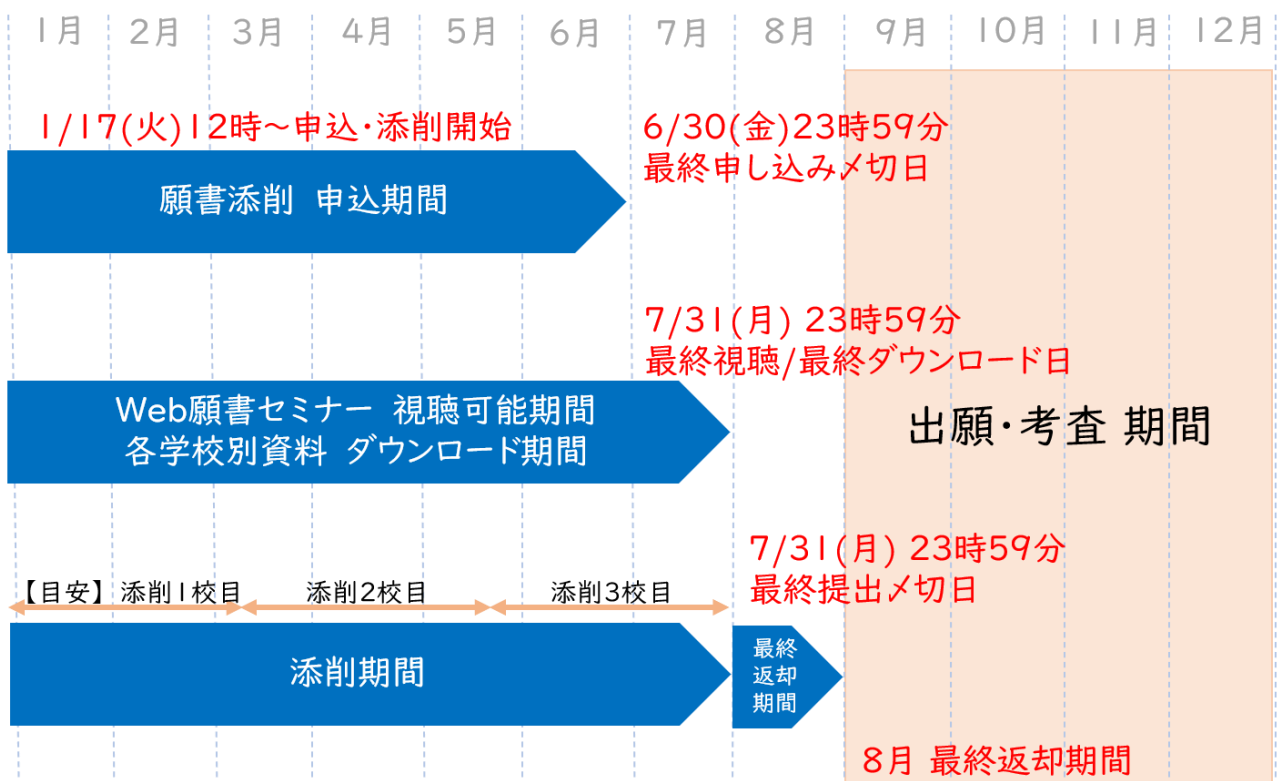 1月 2月 3月 4月 5月 6月 7月 8月 9月 10月 11月 12月
1/17(火)12時～申込・添削開始
6/30(金)23時59分
最終申し込み〆切日
願書添削 申込期間
7/31(月) 23時59分
最終視聴/最終ダウンロード日
Web願書セミナー 視聴可能期間
各学校別資料 ダウンロード期間
出願・考査 期間
7/31(月) 23時59分
最終提出〆切日
【目安】 添削1校目 添削2校目 添削3校目
添削期間
最終
返却
期間
8月 最終返却期間